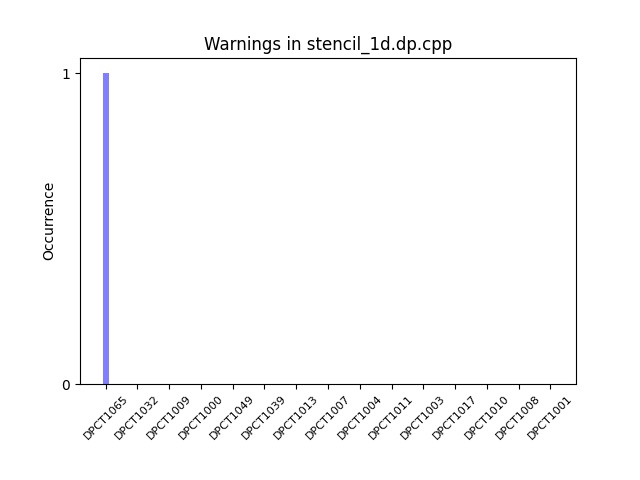 Warnings in stencil_1d.dp.cpp
1
0
Occurrence
DPCT1065
DPCT1032
DPCT1009
DPCT1000
DPCT1049
DPCT1039
DPCT1013
DPCT1007
DPCT1004
DPCT1011
DPCT1003
DPCT1017
DPCT1010
DPCT1008
DPCT1001